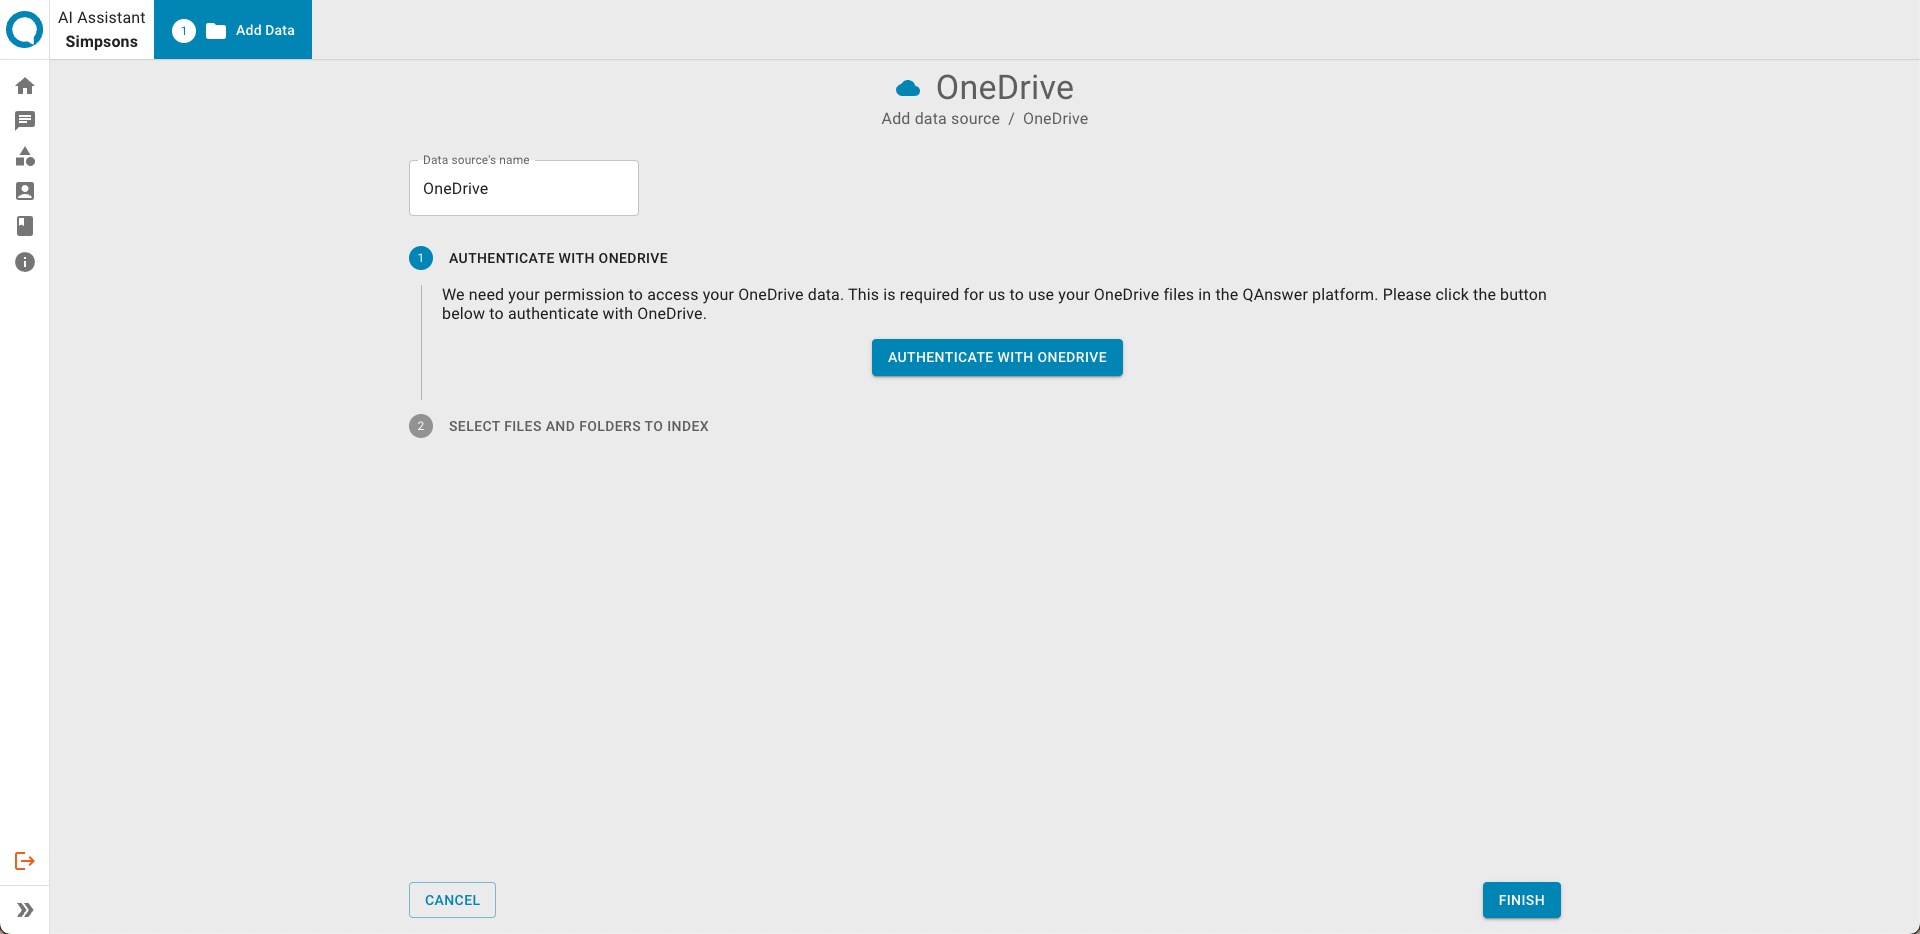 AI Assistant
Simpsons
1 Add Data
OneDrive
Add data source / OneDrive
Data source's name
OneDrive
1 AUTHENTICATE WITH ONEDRIVE
We need your permission to access your OneDrive data. This is required for us to use your OneDrive files in the QAnswer platform. Please click the button
below to authenticate with OneDrive.
AUTHENTICATE WITH ONEDRIVE
2 SELECT FILES AND FOLDERS TO INDEX
CANCEL
FINISH